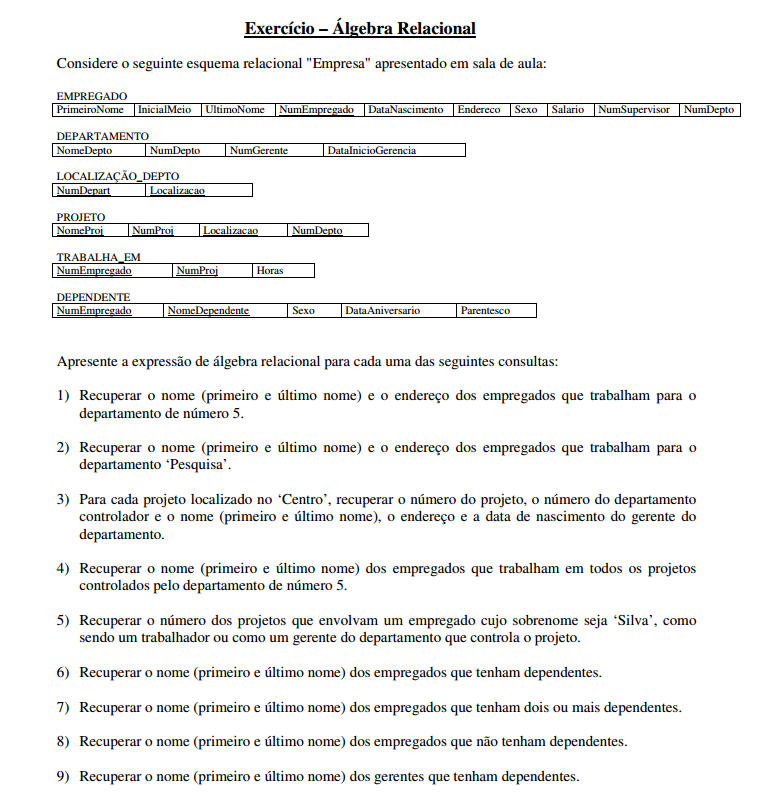 Exercício – Álgebra Relacional
Considere o seguinte esquema relacional "Empresa" apresentado em sala de aula:
EMPREGADO
PrimeiroNome InicialMeio UltimoNome NumEmpregado DataNascimento Endereco Sexo Salario NumSupervisor NumDepto
DEPARTAMENTO
NomeDepto NumDepto NumGerente DataInicioGerencia
LOCALIZAÇÃO_DEPTO
NumDepart Localizacao
PROJETO
NomeProj NumProj Localizacao NumDepto
TRABALHA_EM
NumEmpregado NumProj Horas
DEPENDENTE
NumEmpregado NomeDependente Sexo DataAniversario Parentesco
Apresente a expressão de álgebra relacional para cada uma das seguintes consultas:
1) Recuperar o nome (primeiro e último nome) e o endereço dos empregados que trabalham para o
departamento de número 5.
2) Recuperar o nome (primeiro e último nome) e o endereço dos empregados que trabalham para o
departamento ‘Pesquisa’.
3) Para cada projeto localizado no ‘Centro’, recuperar o número do projeto, o número do departamento
controlador e o nome (primeiro e último nome), o endereço e a data de nascimento do gerente do
departamento.
4) Recuperar o nome (primeiro e último nome) dos empregados que trabalham em todos os projetos
controlados pelo departamento de número 5.
5) Recuperar o número dos projetos que envolvam um empregado cujo sobrenome seja ‘Silva’, como
sendo um trabalhador ou como um gerente do departamento que controla o projeto.
6) Recuperar o nome (primeiro e último nome) dos empregados que tenham dependentes.
7) Recuperar o nome (primeiro e último nome) dos empregados que tenham dois ou mais dependentes.
8) Recuperar o nome (primeiro e último nome) dos empregados que não tenham dependentes.
9) Recuperar o nome (primeiro e último nome) dos gerentes que tenham dependentes.